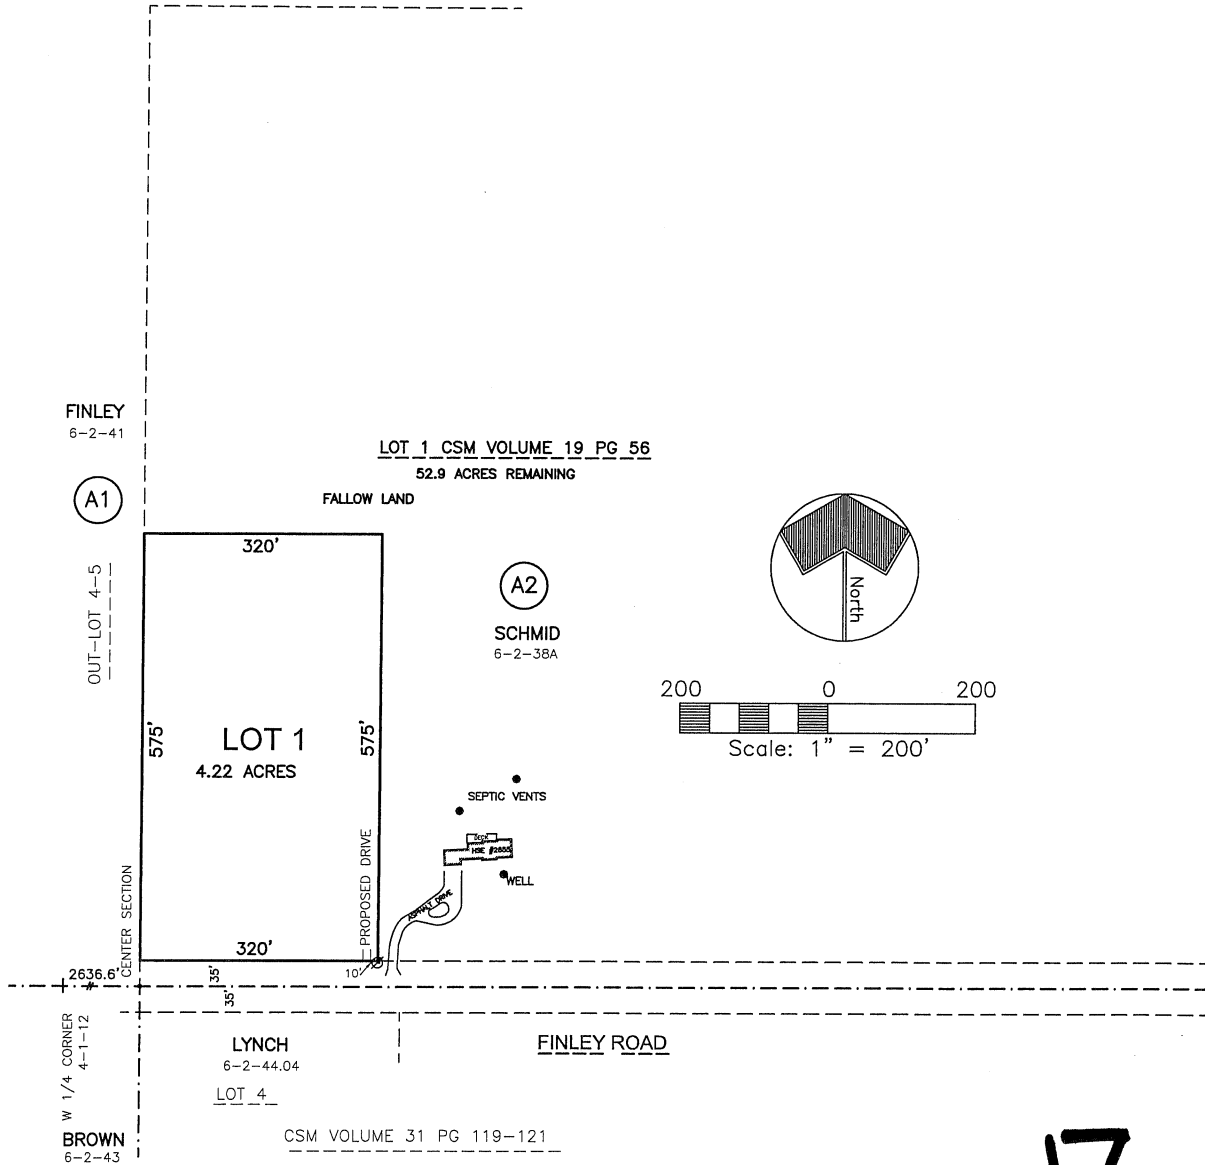 FINLEY
6-2-41
A1
OUT-LOT 4-5
LOT 1 CSM VOLUME 19 PG 56
52.9 ACRES REMAINING
FALLOW LAND
320'
575'
LOT 1
4.22 ACRES
575'
A2
SCHMID
6-2-38A
North
200 0 200
Scale: 1" = 200'
SEPTIC VENTS
DECK
HSE #2655
WELL
ASPHALT DRIVE
PROPOSED DRIVE
CENTER SECTION
320'
10'
2636.6'
35'
35'
W 1/4 CORNER
4-1-12
LYNCH
6-2-44.04
LOT 4
FINLEY ROAD
BROWN
6-2-43
CSM VOLUME 31 PG 119-121
17